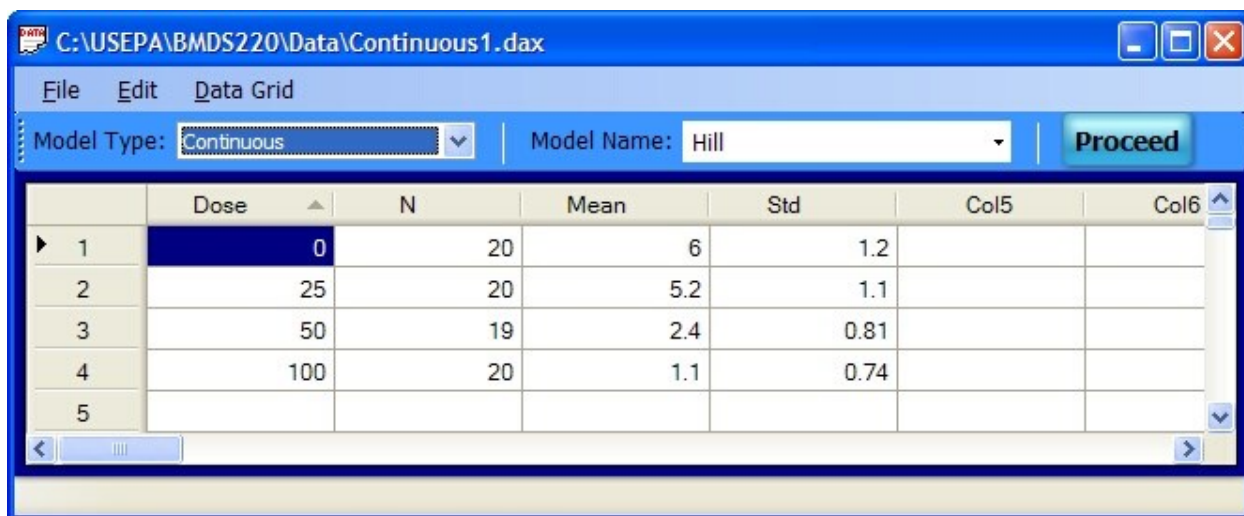 DATA C:\USEPA\BMDS220\Data\Continuous1.dax
File Edit Data Grid
Model Type: Continuous Model Name: Hill Proceed
Dose N Mean Std Col5 Col6
1 0 20 6 1.2
2 25 20 5.2 1.1
3 50 19 2.4 0.81
4 100 20 1.1 0.74
5